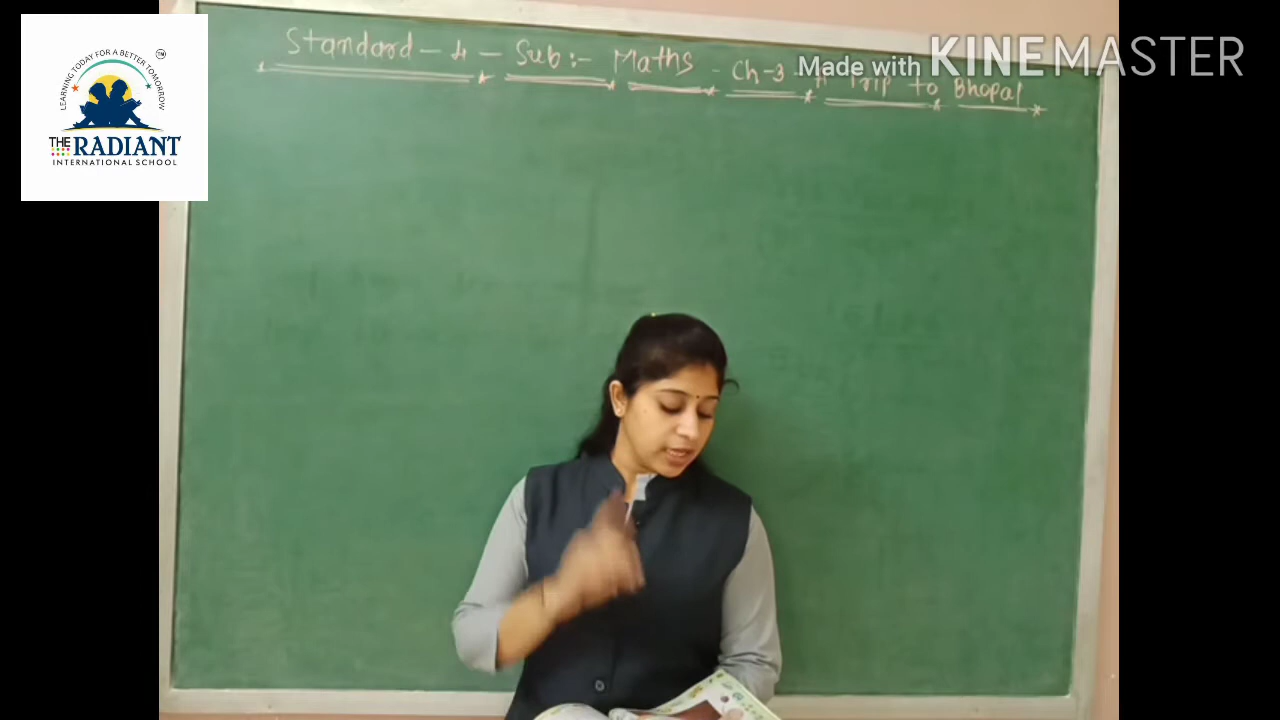 Standard - 4 - Sub:- Maths - Ch-3 A Trip to Bhopal
Made with KINEMASTER
LEARNING TODAY FOR A BETTER TOMORROW
TM
THE RADIANT
INTERNATIONAL SCHOOL